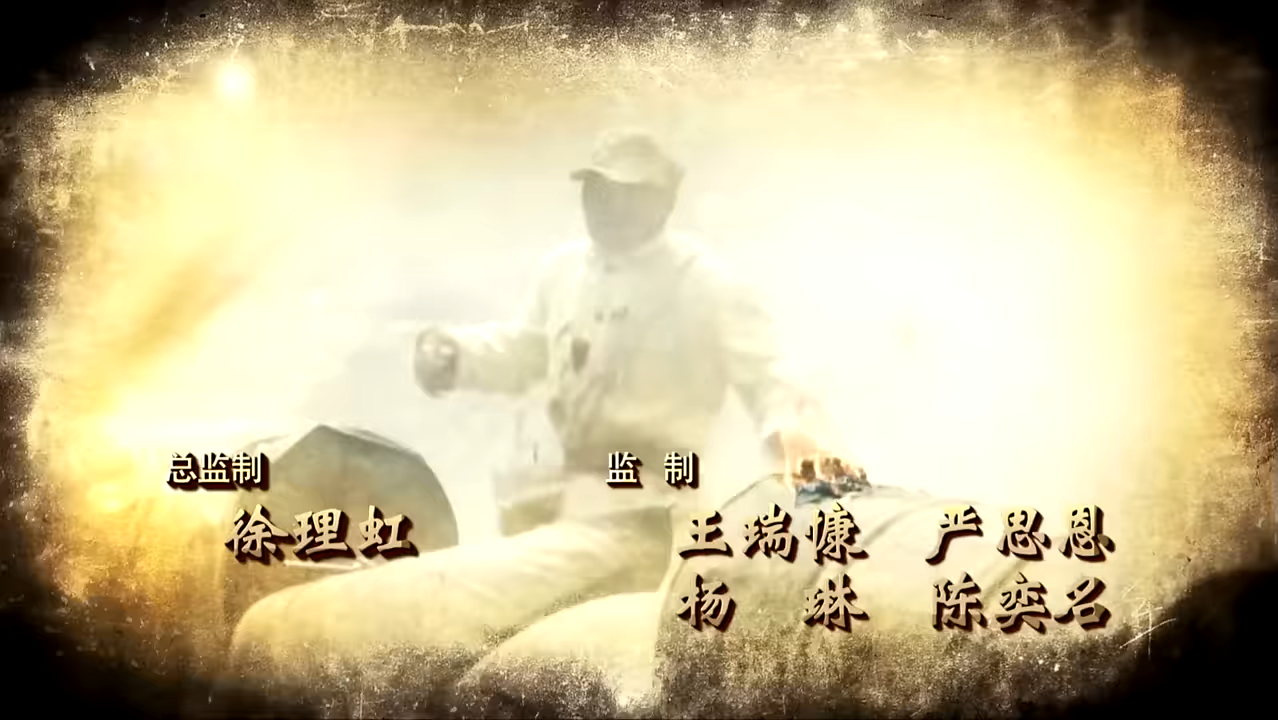 总监制
徐理虹
监 制
王瑞慷 严思恩
杨 琳 陈奕名